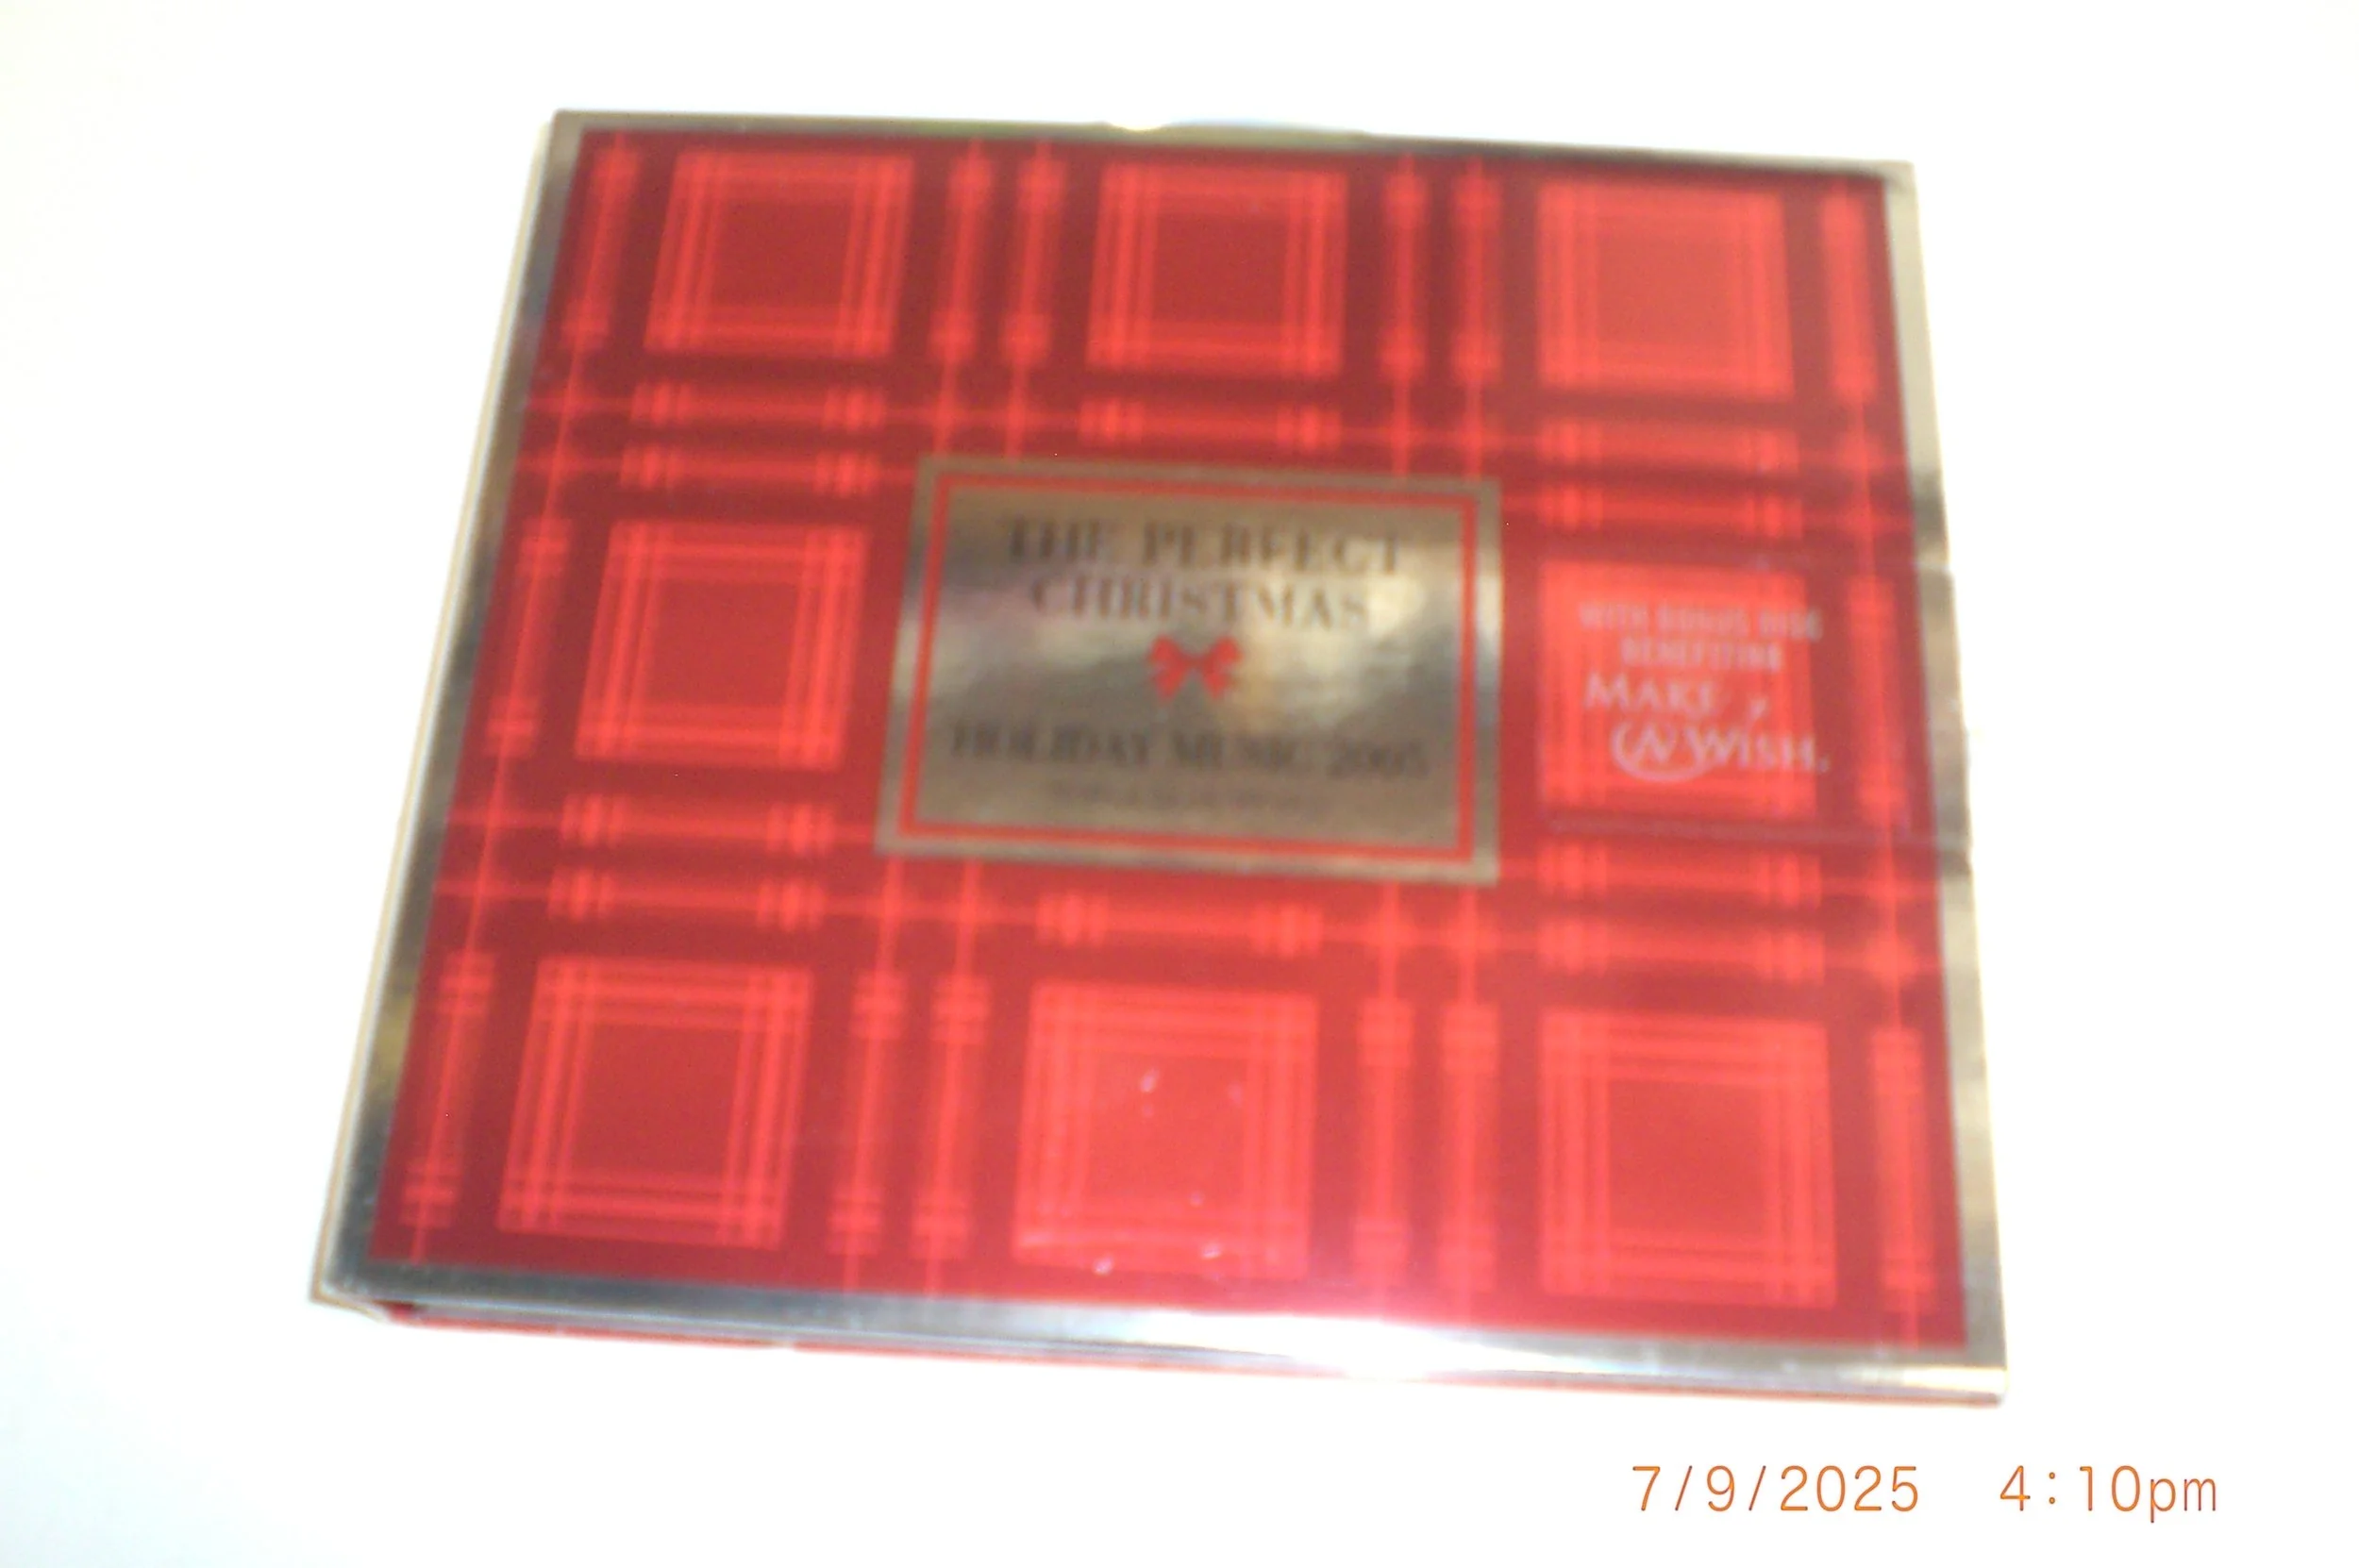 THE PERFECT
CHRISTMAS
HOLIDAY MUSIC 2005
WITH BONUS DISC
BENEFITING
MAKE
A WISH.
7/9/2025 4:10pm